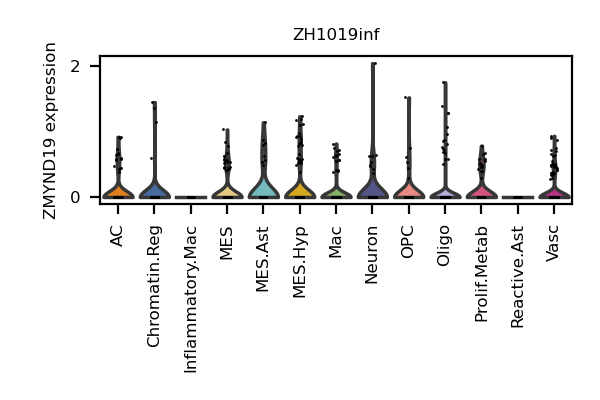 ZH1019inf
ZMYND19 expression
2
0
AC
Chromatin.Reg
Inflammatory.Mac
MES
MES.Ast
MES.Hyp
Mac
Neuron
OPC
Oligo
Prolif.Metab
Reactive.Ast
Vasc